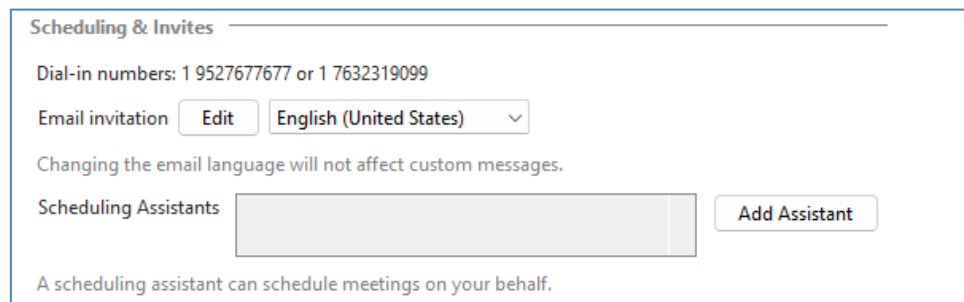 Scheduling & Invites
Dial-in numbers: 1 9527677677 or 1 7632319099
Email invitation Edit English (United States)
Changing the email language will not affect custom messages.
Scheduling Assistants Add Assistant
A scheduling assistant can schedule meetings on your behalf.